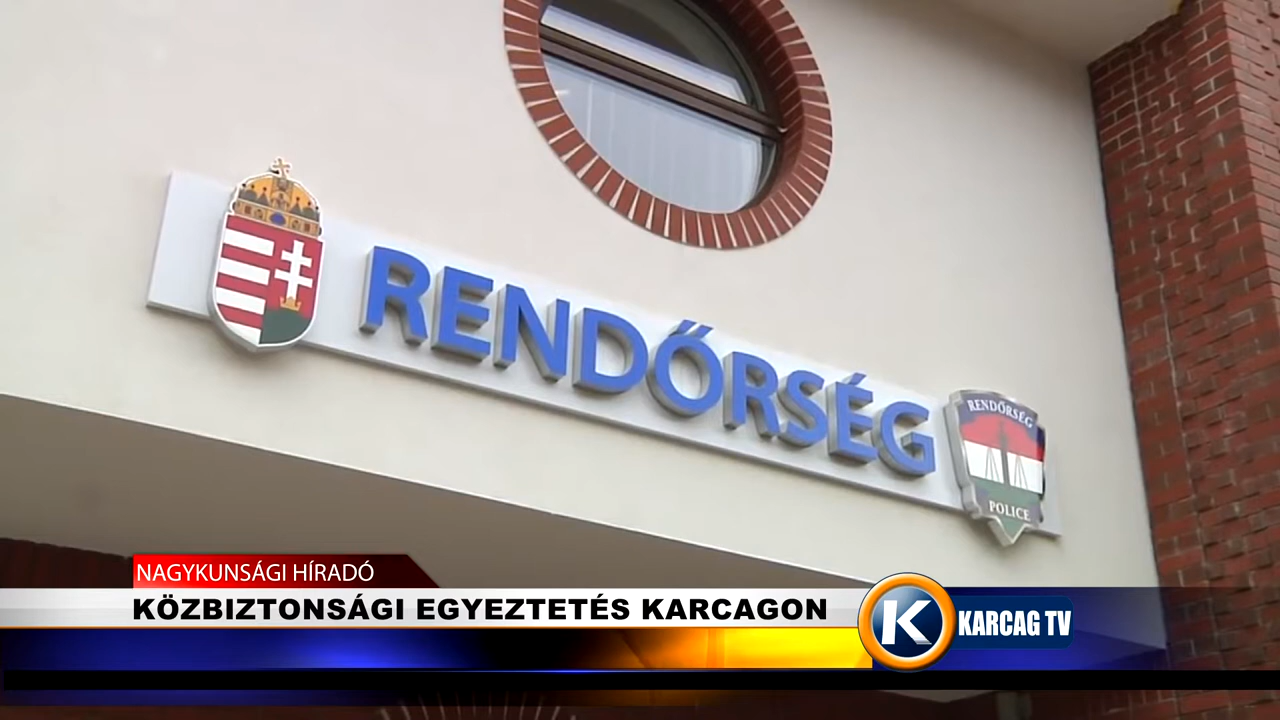 RENDŐRSÉG
RENDŐRSÉG
POLICE
NAGYKUNSÁGI HÍRADÓ
KÖZBIZTONSÁGI EGYEZTETÉS KARCAGON
K KARCAG TV